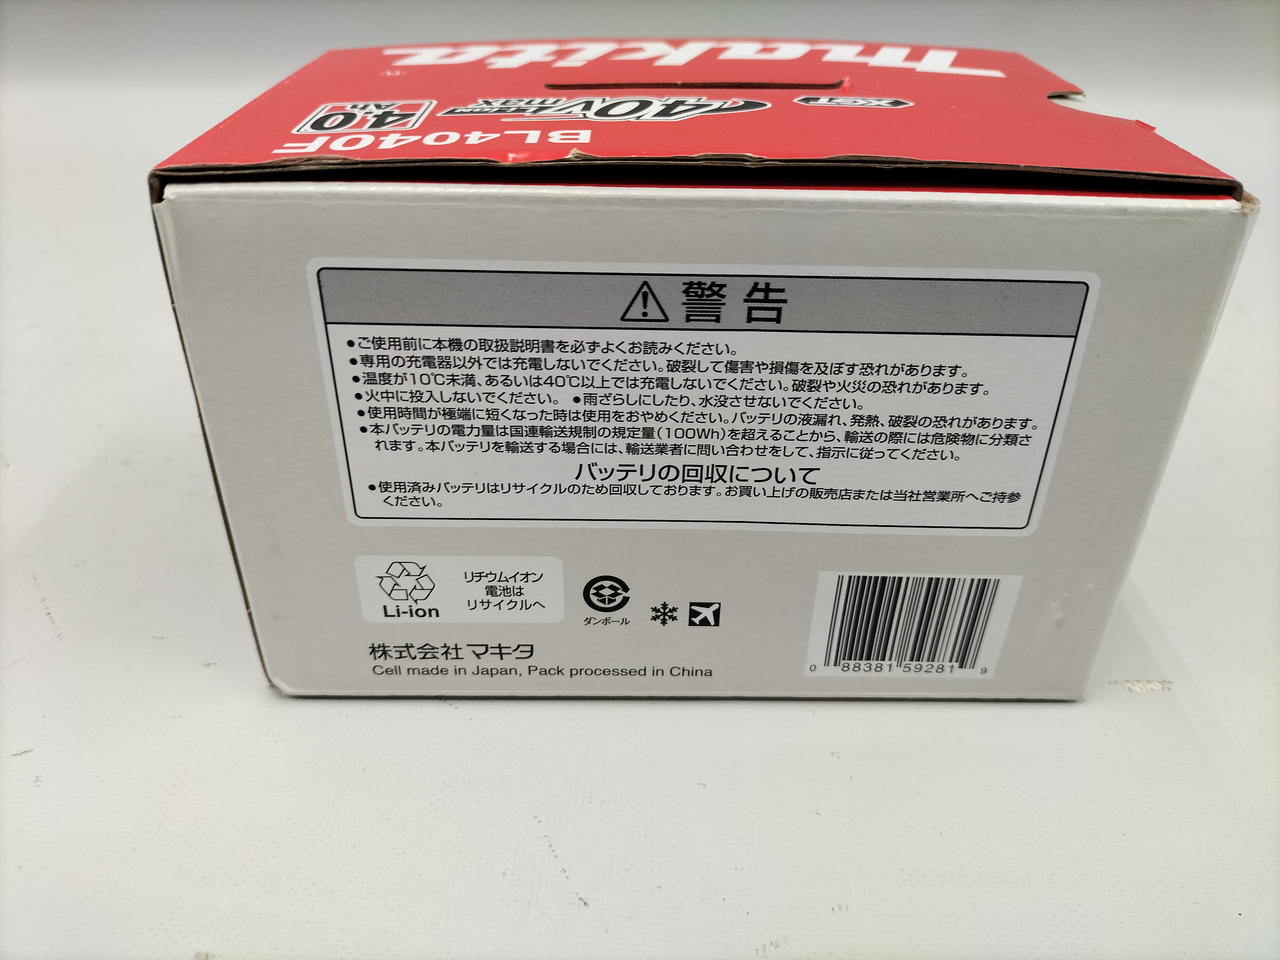 makita
XGT
40Vmax
Li-ION
4.0
Ah
BL4040F
警告
●ご使用前に本機の取扱説明書を必ずよくお読みください。
●専用の充電器以外では充電しないでください。破裂して傷害や損傷を及ぼす恐れがあります。
●温度が10℃未満、あるいは40℃以上では充電しないでください。破裂や火災の恐れがあります。
●火中に投入しないでください。 ●雨ざらしにしたり、水没させないでください。
●使用時間が極端に短くなった時は使用をおやめください。バッテリの液漏れ、発熱、破裂の恐れがあります。
●本バッテリの電力量は国連輸送規制の規定量(100Wh)を超えることから、輸送の際には危険物に分類さ
れます。本バッテリを輸送する場合には、輸送業者に問い合わせをして、指示に従ってください。
バッテリの回収について
●使用済みバッテリはリサイクルのため回収しております。お買い上げの販売店または当社営業所へご持参
ください。
Li-ion
リチウムイオン
電池は
リサイクルへ
ダンボール
株式会社マキタ
Cell made in Japan, Pack processed in China
0 88381 59281 9